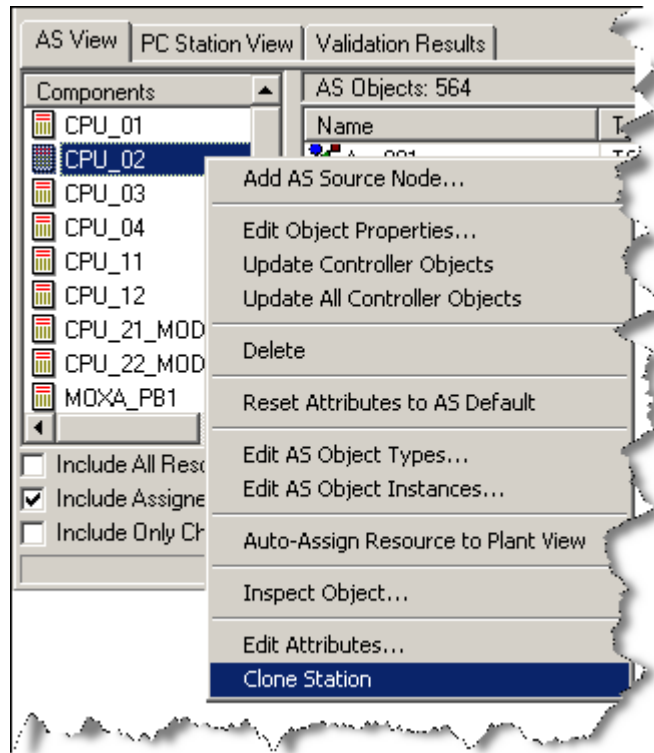 AS View PC Station View Validation Results
Components AS Objects: 564
Name
CPU_01
CPU_02
CPU_03
CPU_04
CPU_11
CPU_12
CPU_21_MOD
CPU_22_MOD
MOXA_PB1
Include All
Include
Include Only
Add AS Source Node...
Edit Object Properties...
Update Controller Objects
Update All Controller Objects
Delete
Reset Attributes to AS Default
Edit AS Object Types...
Edit AS Object Instances...
Auto-Assign Resource to Plant View
Inspect Object...
Edit Attributes...
Clone Station